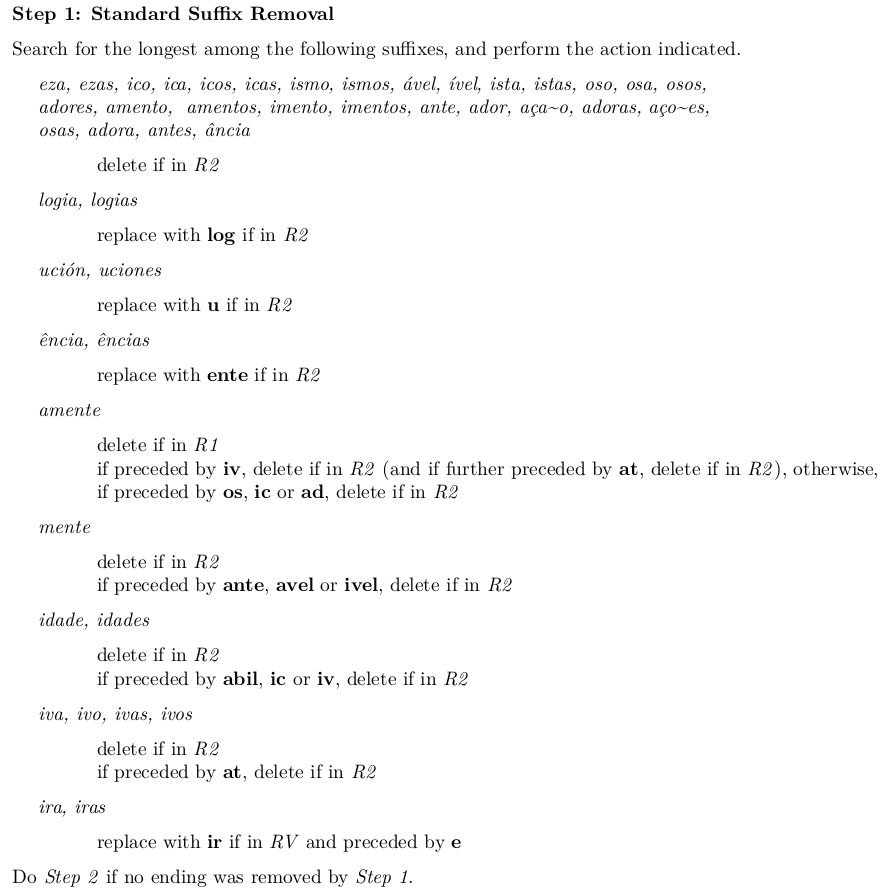 Step 1: Standard Suffix Removal
Search for the longest among the following suffixes, and perform the action indicated.
eza, ezas, ico, ica, icos, icas, ismo, ismos, ável, ível, ista, istas, oso, osa, osos,
adores, amento, amentos, imento, imentos, ante, ador, aça~o, adoras, aço~es,
osas, adora, antes, ância
delete if in R2
logia, logias
replace with log if in R2
ución, uciones
replace with u if in R2
ência, ências
replace with ente if in R2
amente
delete if in R1
if preceded by iv, delete if in R2 (and if further preceded by at, delete if in R2), otherwise,
if preceded by os, ic or ad, delete if in R2
mente
delete if in R2
if preceded by ante, avel or ivel, delete if in R2
idade, idades
delete if in R2
if preceded by abil, ic or iv, delete if in R2
iva, ivo, ivas, ivos
delete if in R2
if preceded by at, delete if in R2
ira, iras
replace with ir if in RV and preceded by e
Do Step 2 if no ending was removed by Step 1.